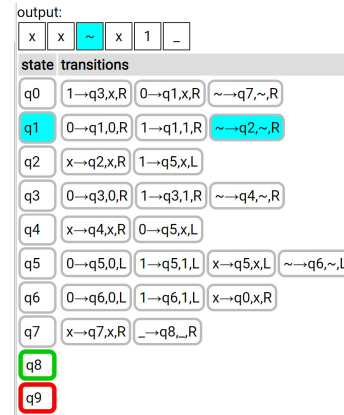 output:
x x ~ x 1 _
state transitions
q0 1→q3,x,R 0→q1,x,R ~→q7,~,R
q1 0→q1,0,R 1→q1,1,R ~→q2,~,R
q2 x→q2,x,R 1→q5,x,L
q3 0→q3,0,R 1→q3,1,R ~→q4,~,R
q4 x→q4,x,R 0→q5,x,L
q5 0→q5,0,L 1→q5,1,L x→q5,x,L ~→q6,~,L
q6 0→q6,0,L 1→q6,1,L x→q0,x,R
q7 x→q7,x,R _→q8,_,R
q8
q9